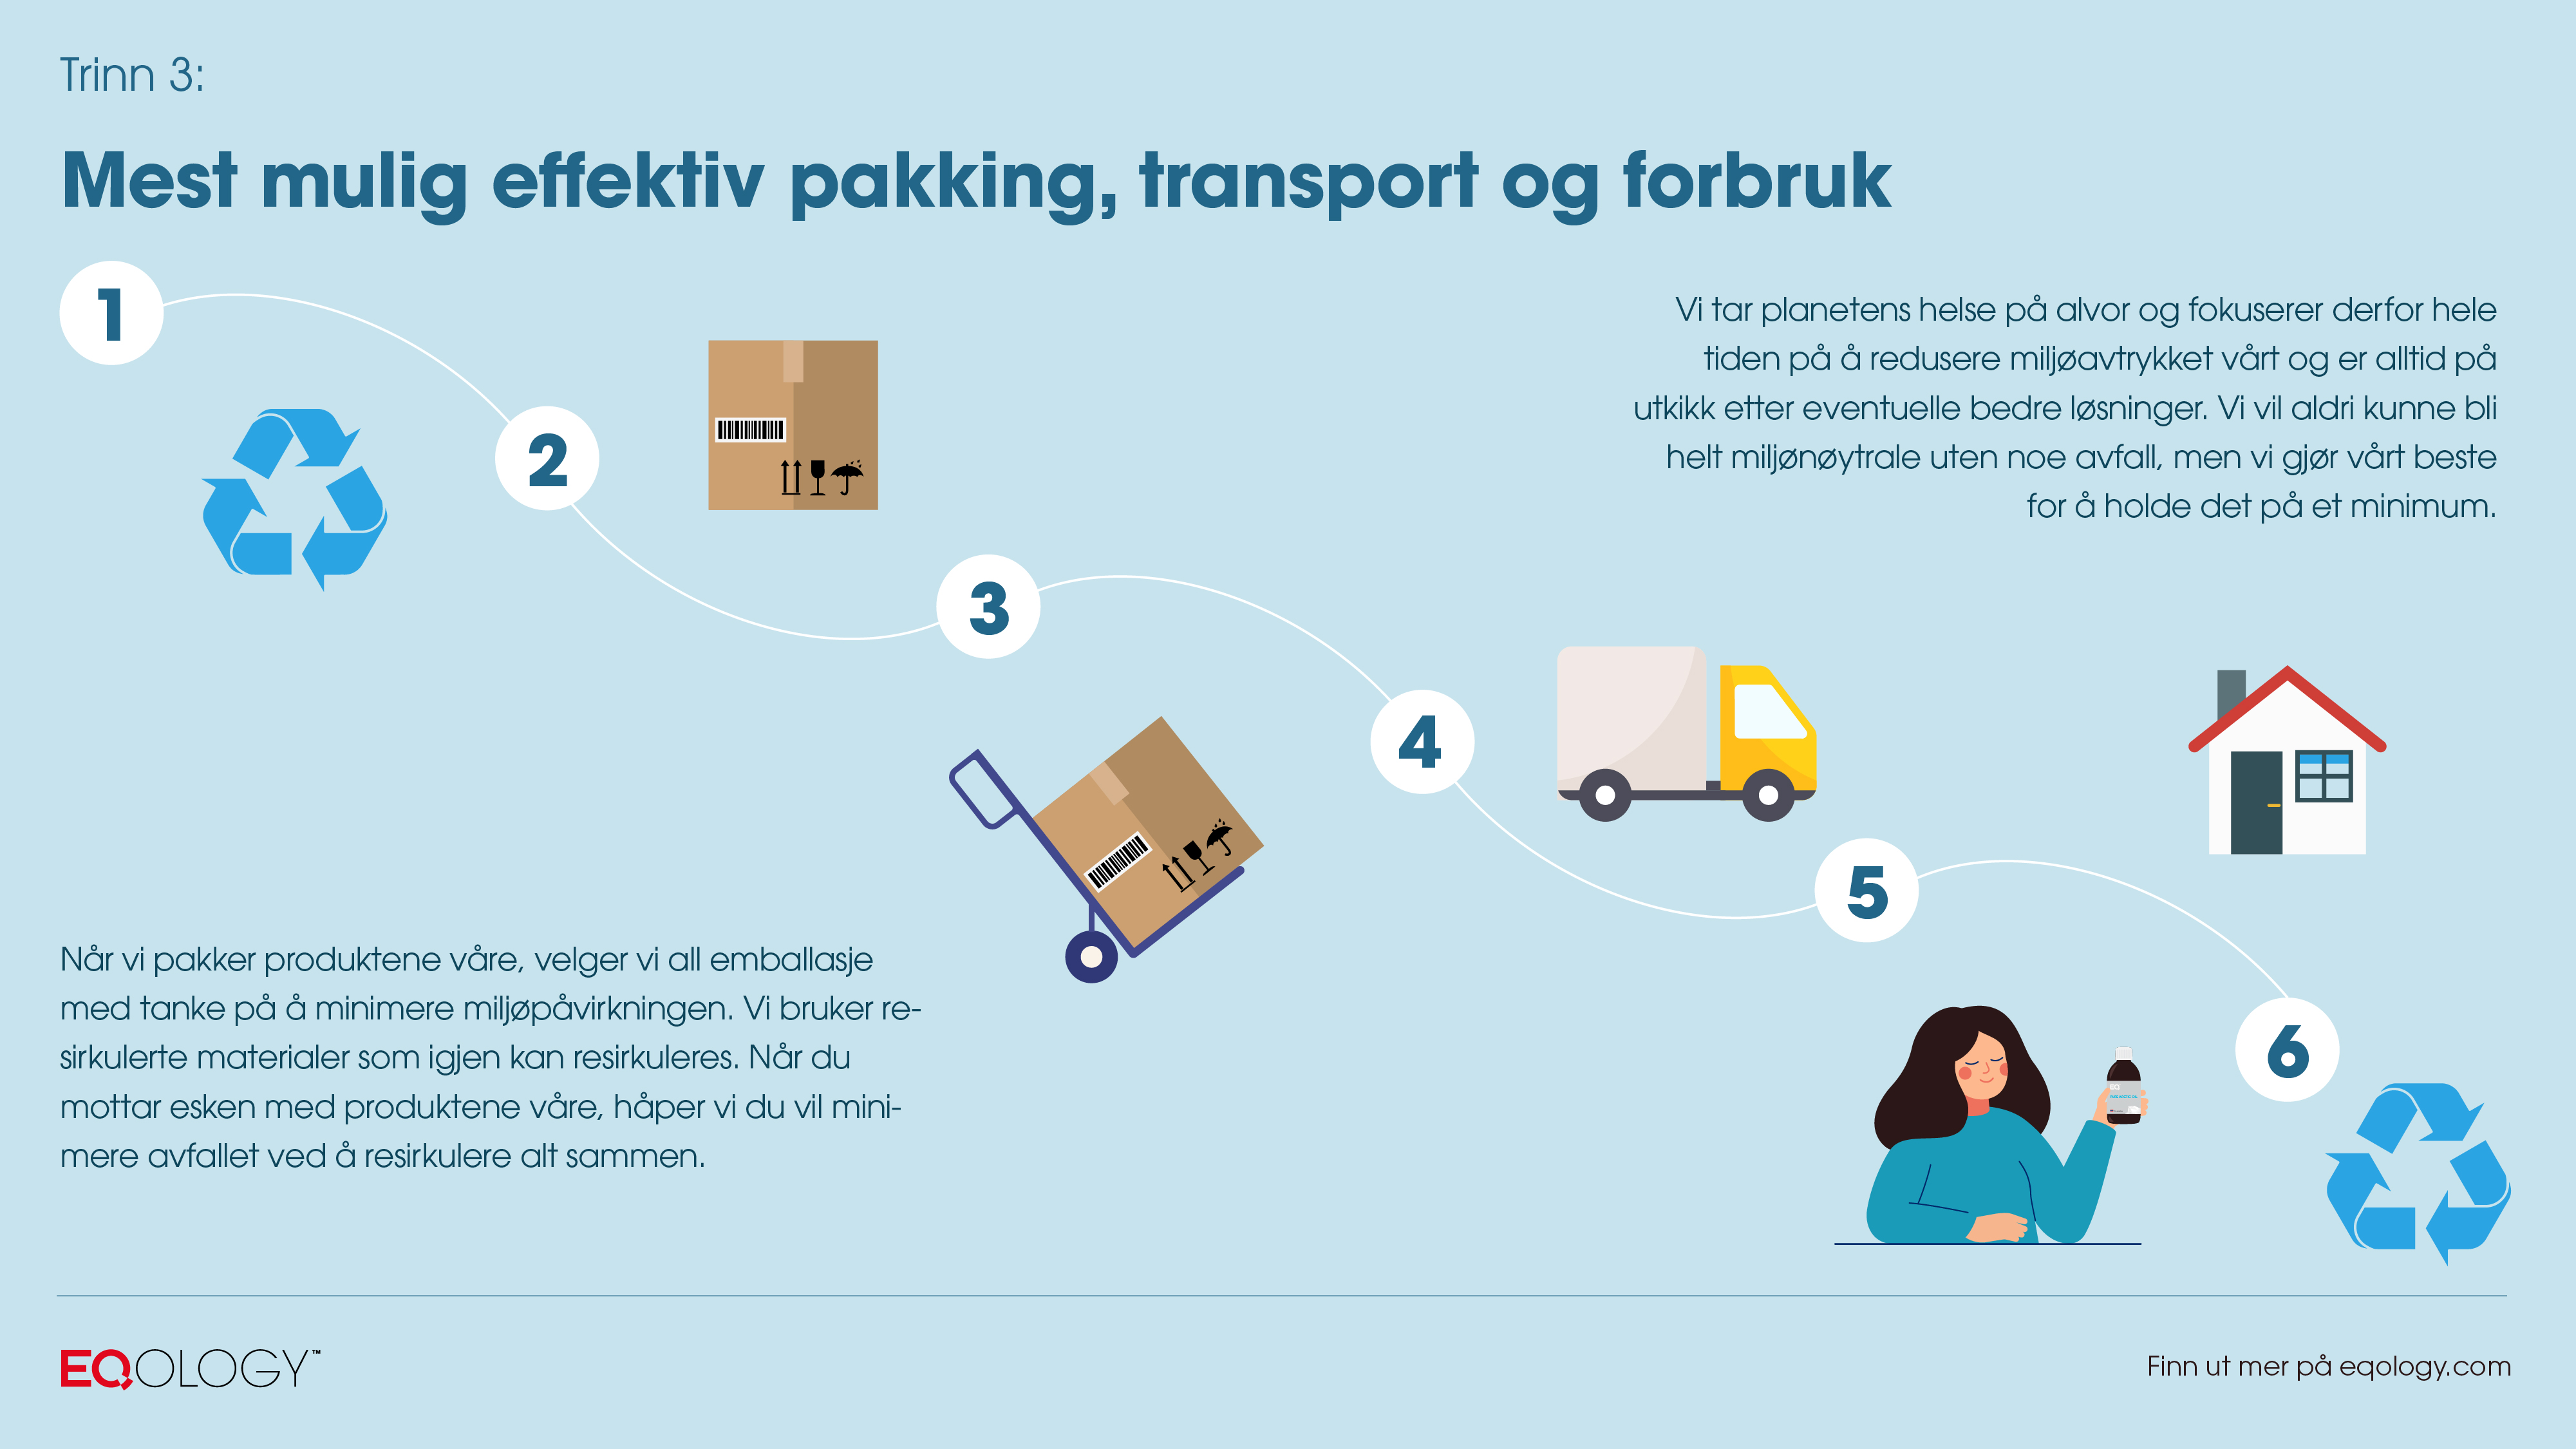 Trinn 3:
Mest mulig effektiv pakking, transport og forbruk
1
2
3
4
5
6
Vi tar planetens helse på alvor og fokuserer derfor hele
tiden på å redusere miljøavtrykket vårt og er alltid på
utkikk etter eventuelle bedre løsninger. Vi vil aldri kunne bli
helt miljønøytrale uten noe avfall, men vi gjør vårt beste
for å holde det på et minimum.
Når vi pakker produktene våre, velger vi all emballasje
med tanke på å minimere miljøpåvirkningen. Vi bruker re-
sirkulerte materialer som igjen kan resirkuleres. Når du
mottar esken med produktene våre, håper vi du vil mini-
mere avfallet ved å resirkulere alt sammen.
EQ
EQOLOGY™
Finn ut mer på eqology.com